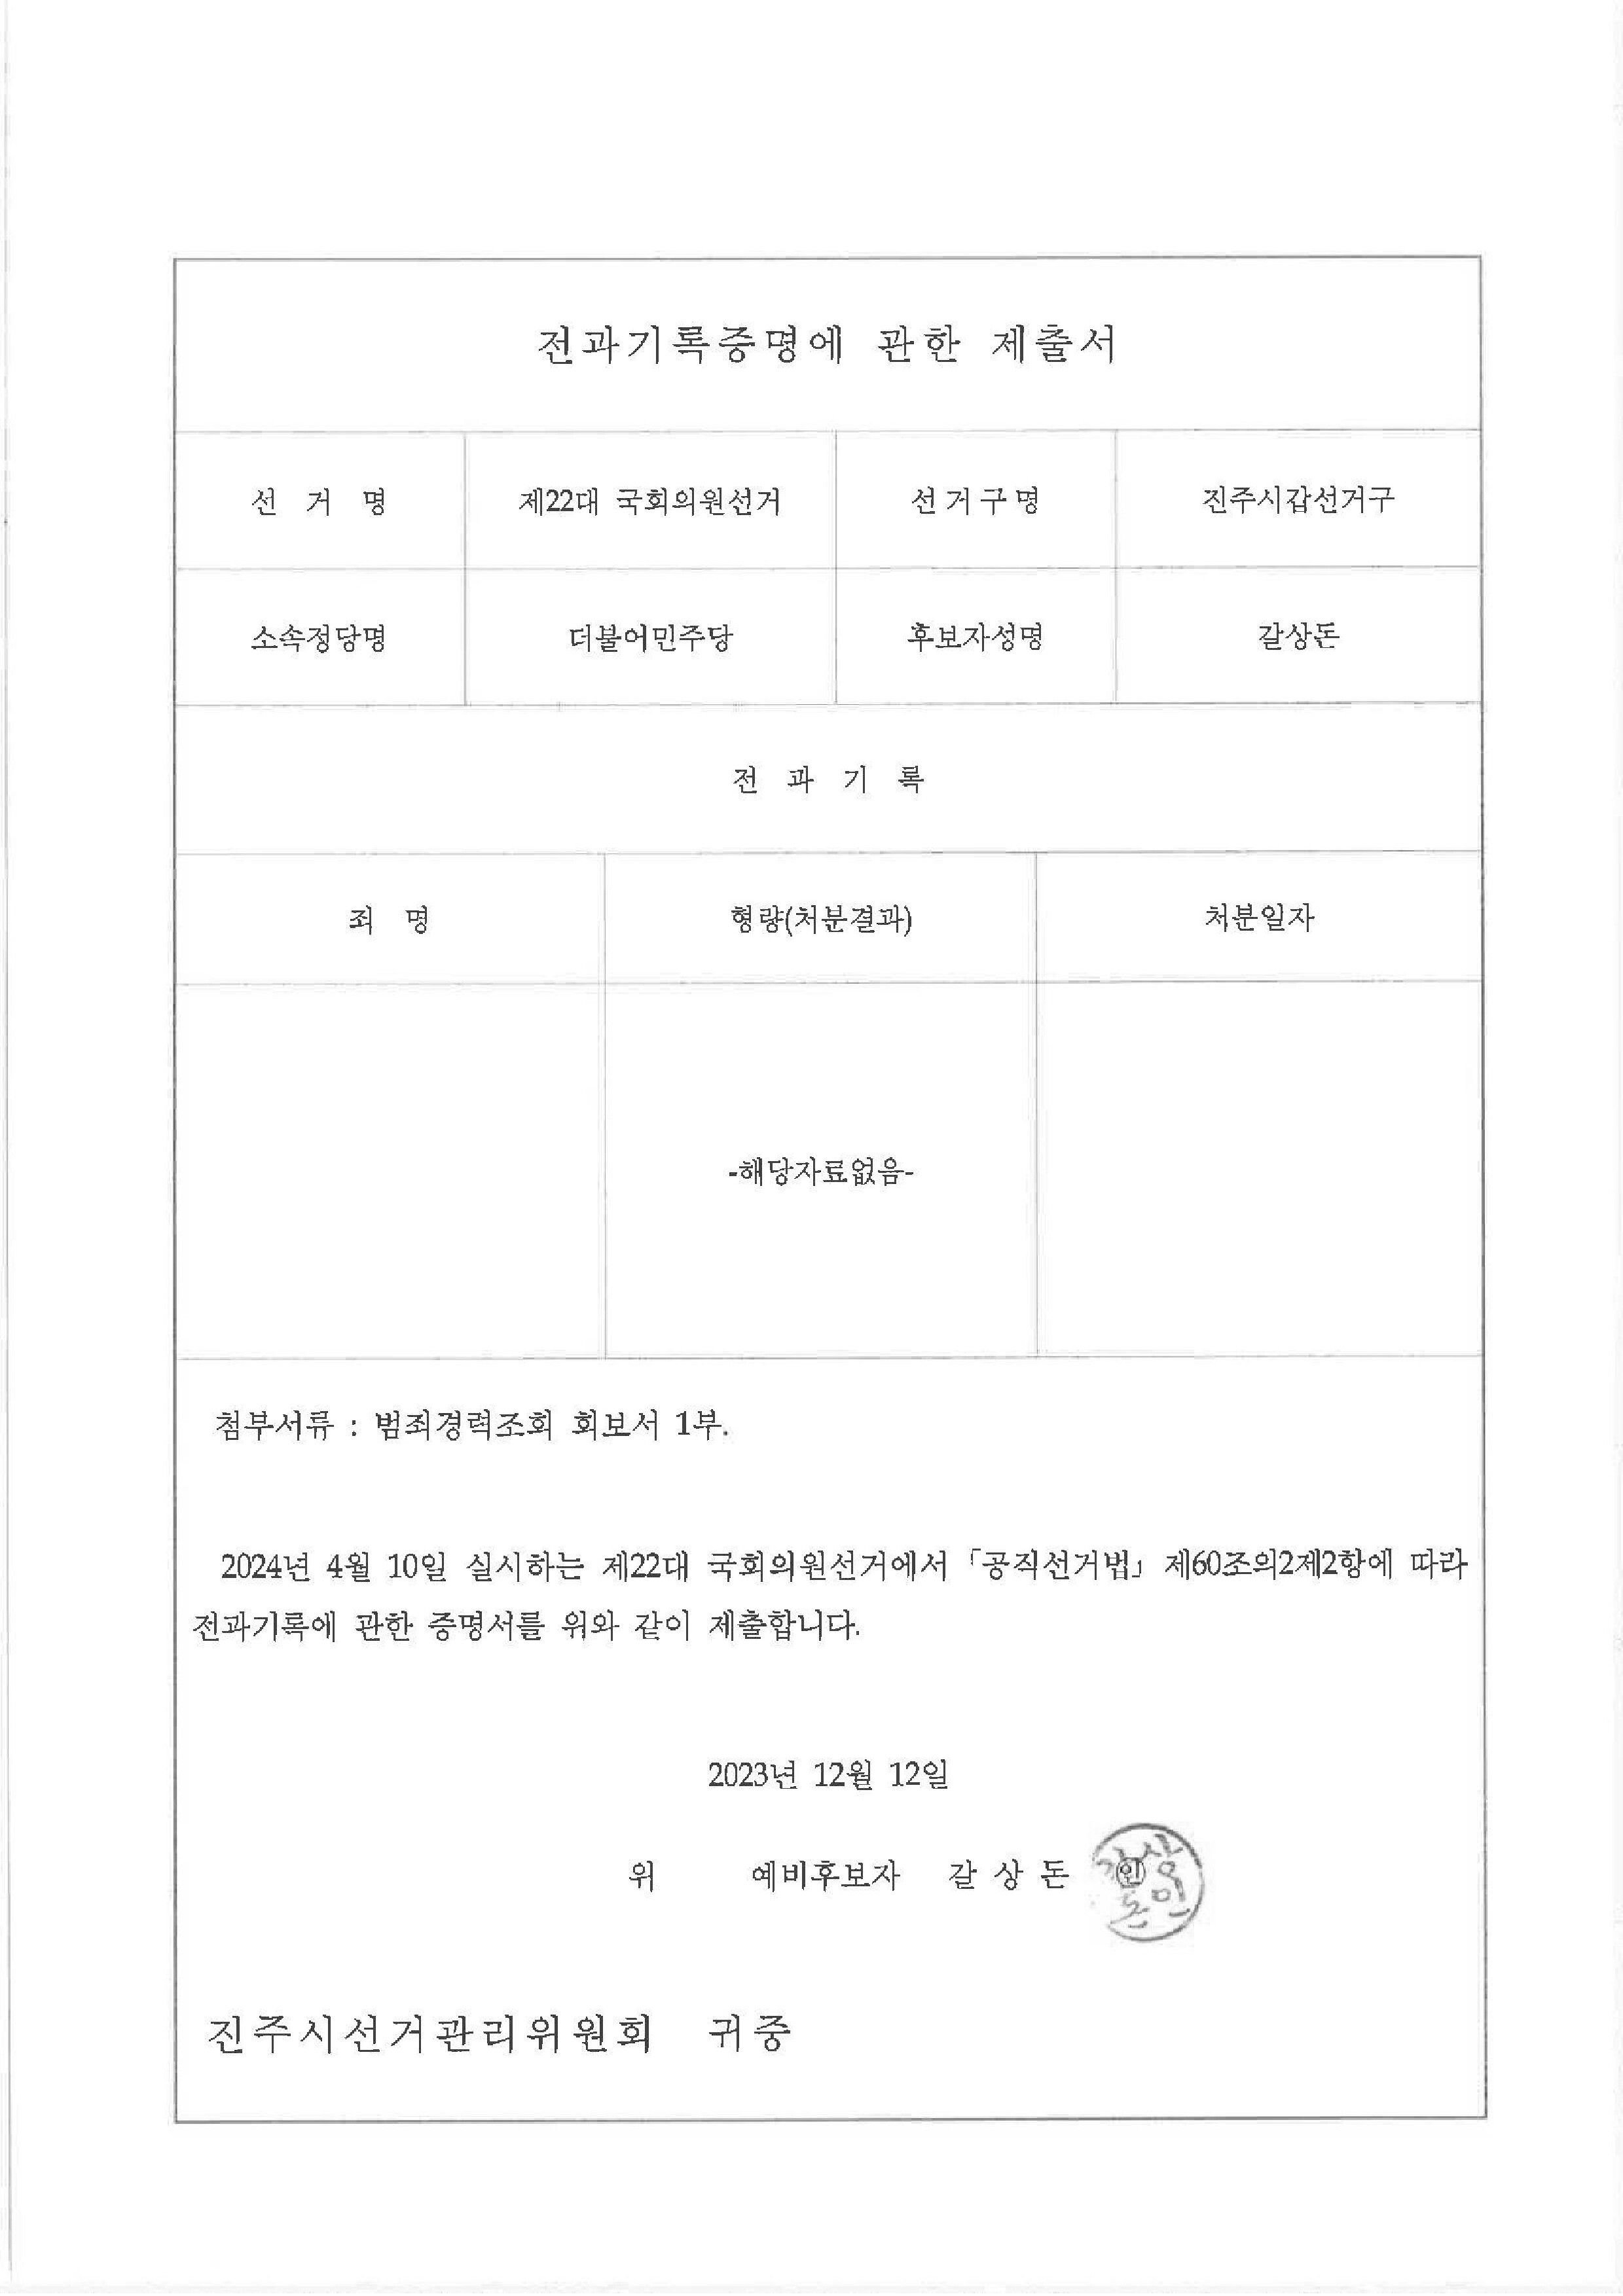 전과기록증명에 관한 제출서
선 거 명 제22대 국회의원선거 선거구명 진주시갑선거구
소속정당명 더불어민주당 후보자성명 갈상돈
전 과 기 록
죄 명 형량(처분결과) 처분일자
-해당자료없음-
첨부서류 : 범죄경력조회 회보서 1부.
2024년 4월 10일 실시하는 제22대 국회의원선거에서 「공직선거법」 제60조의2제2항에 따라
전과기록에 관한 증명서를 위와 같이 제출합니다.
2023년 12월 12일
위 예비후보자 갈 상 돈 ㊞
갈상돈인
진주시선거관리위원회 귀중